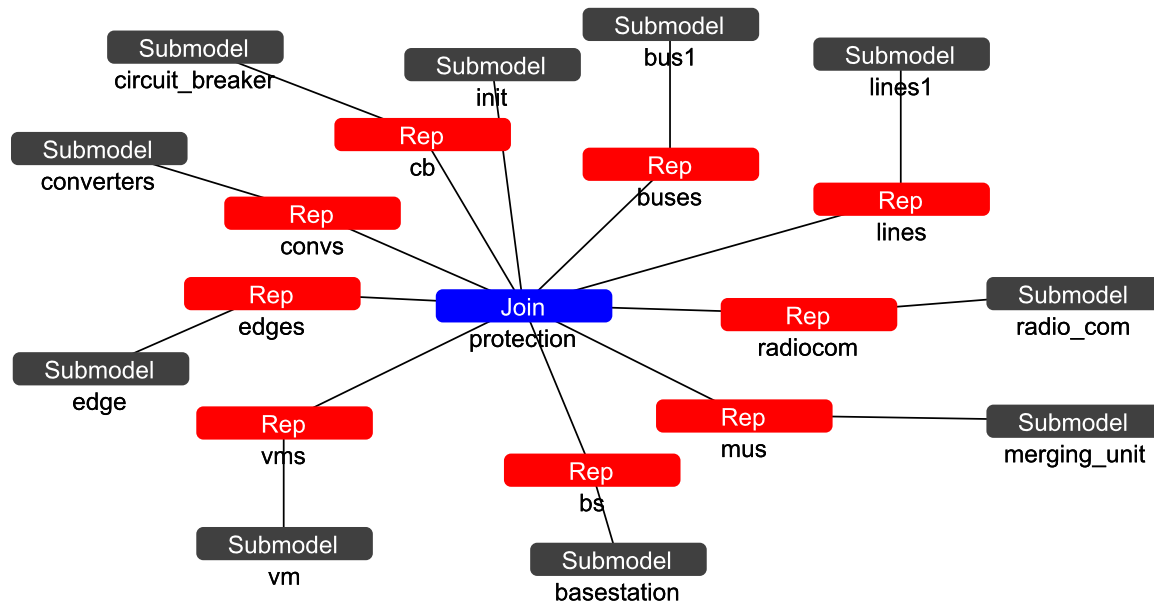 Submodel
bus1
Submodel
circuit_breaker
Submodel
init
Submodel
lines1
Rep
cb
Submodel
converters
Rep
buses
Rep
lines
Rep
convs
Rep
edges
Join
protection
Submodel
radio_com
Rep
radiocom
Submodel
edge
Rep
mus
Submodel
merging_unit
Rep
vms
Rep
bs
Submodel
vm
Submodel
basestation